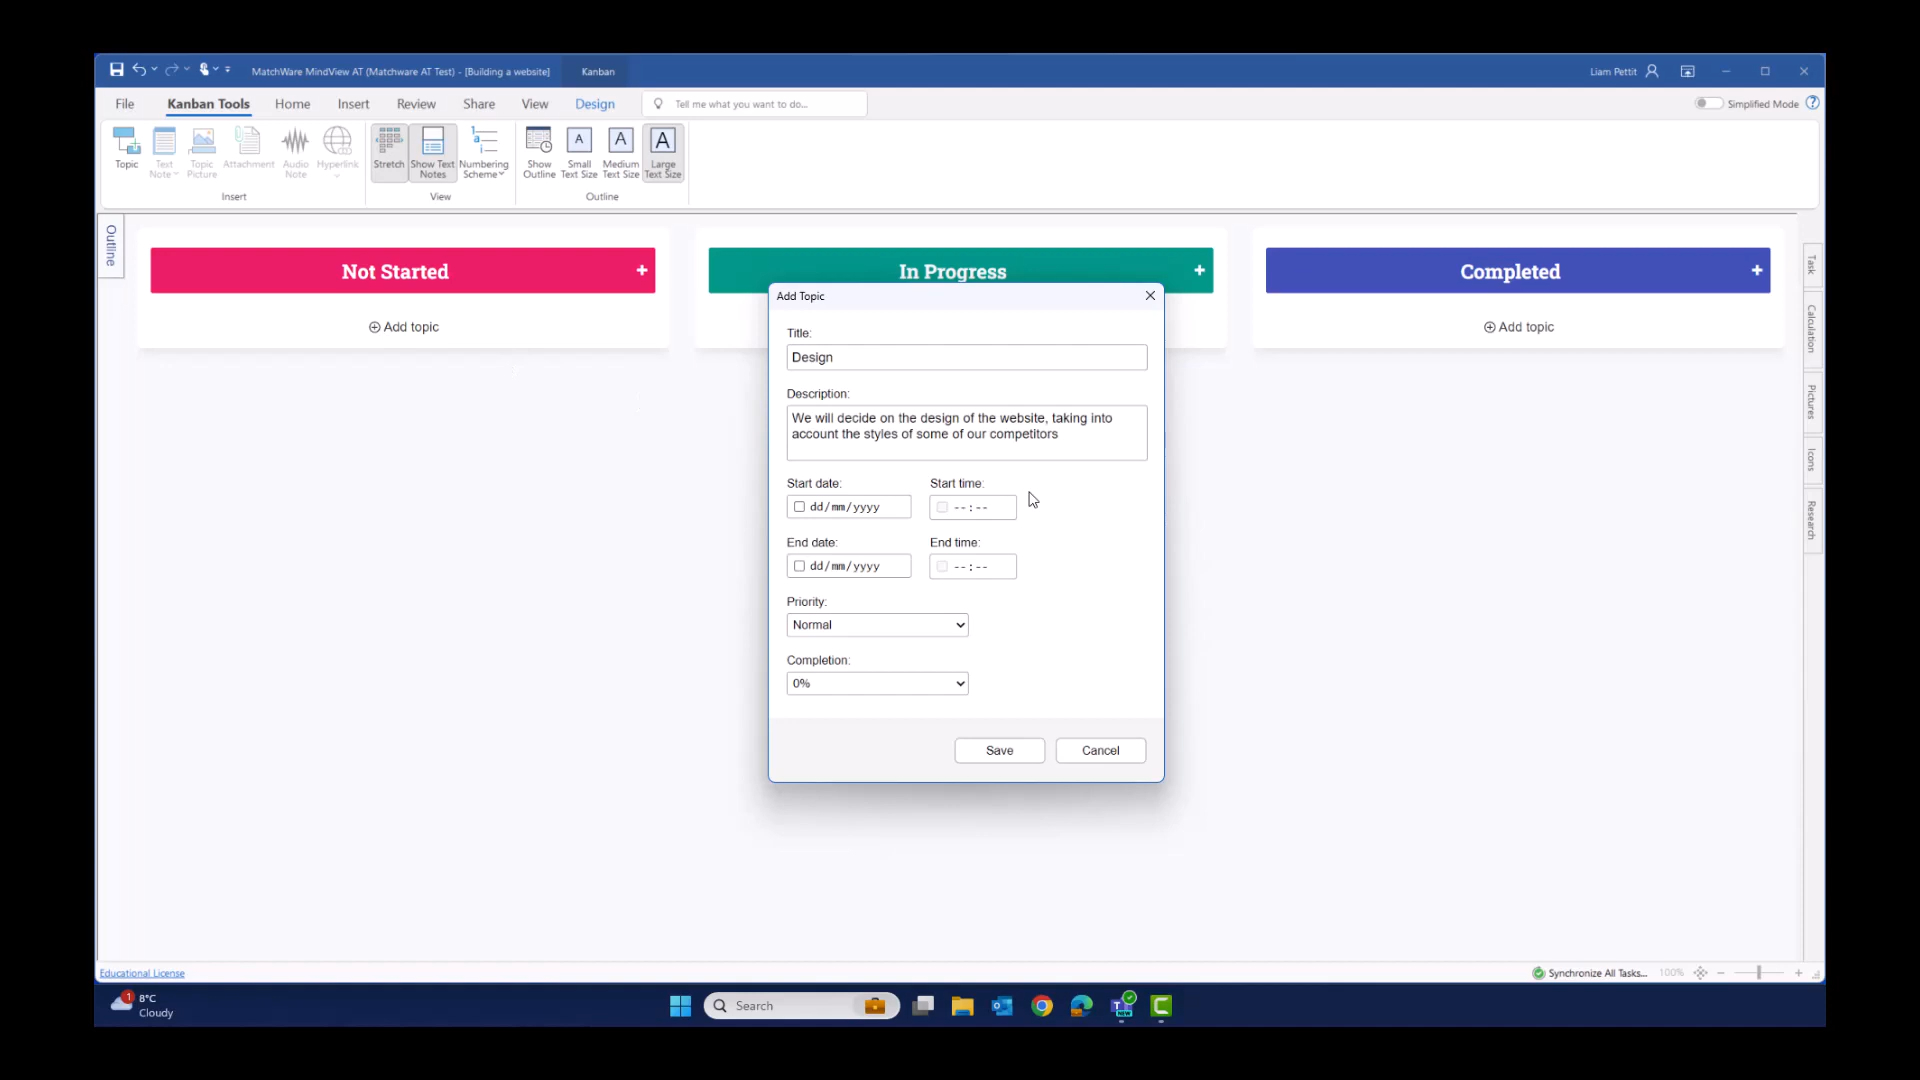 MatchWare MindView AT (Matchware AT Test) - [Building a website]
Kanban
Liam Pettit
File
Kanban Tools
Home
Insert
Review
Share
View
Design
Tell me what you want to do...
Simplified Mode
Topic
Text
Note
Topic
Picture
Attachment
Audio
Note
Hyperlink
Stretch
Show Text
Notes
Numbering
Scheme
Show
Outline
Small
Text Size
Medium
Text Size
Large
Text Size
Insert
View
Outline
Outline
Not Started +
In Progress +
Completed +
Add topic
Add topic
Add Topic
Title:
Design
Description:
We will decide on the design of the website, taking into
account the styles of some of our competitors
Start date:
Start time:
dd/mm/yyyy
--:--
End date:
End time:
dd/mm/yyyy
--:--
Priority:
Normal
Completion:
0%
Save
Cancel
Task
Calculation
Pictures
Icons
Research
Educational License
Synchronize All Tasks...
100%
1
8°C
Cloudy
Search